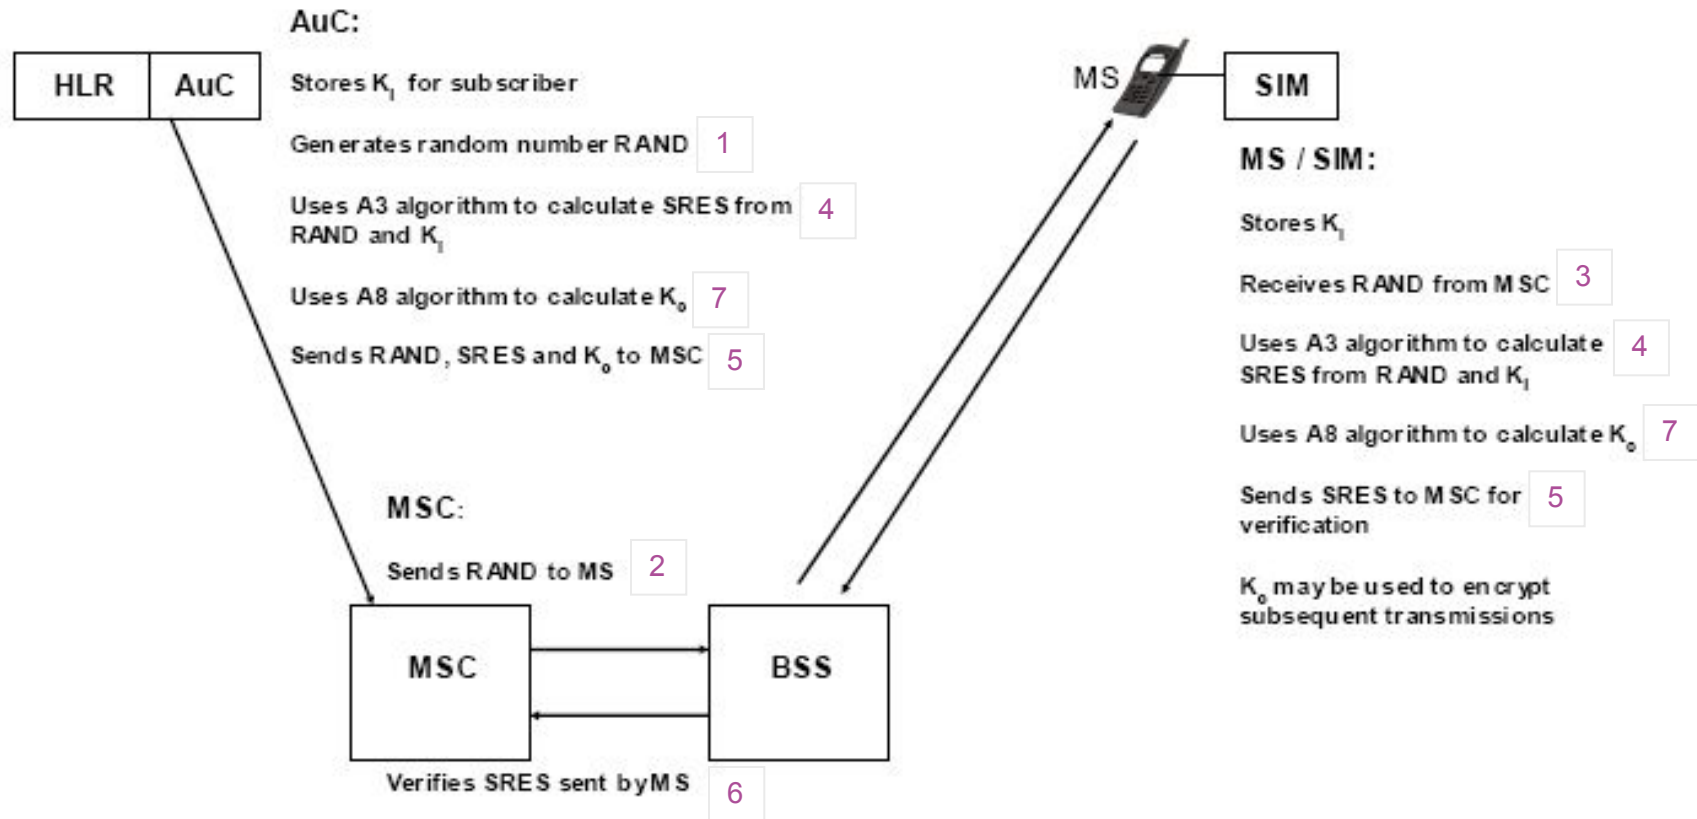 AuC:
HLR AuC
Stores KI for subscriber
Generates random number RAND 1
Uses A3 algorithm to calculate SRES from 4
RAND and KI
Uses A8 algorithm to calculate Ko 7
Sends RAND, SRES and Ko to MSC 5
MS SIM
MS / SIM:
Stores KI
Receives RAND from MSC 3
Uses A3 algorithm to calculate 4
SRES from RAND and KI
Uses A8 algorithm to calculate Ko 7
Sends SRES to MSC for 5
verification
Ko may be used to encrypt
subsequent transmissions
MSC:
Sends RAND to MS 2
MSC BSS
Verifies SRES sent by MS 6